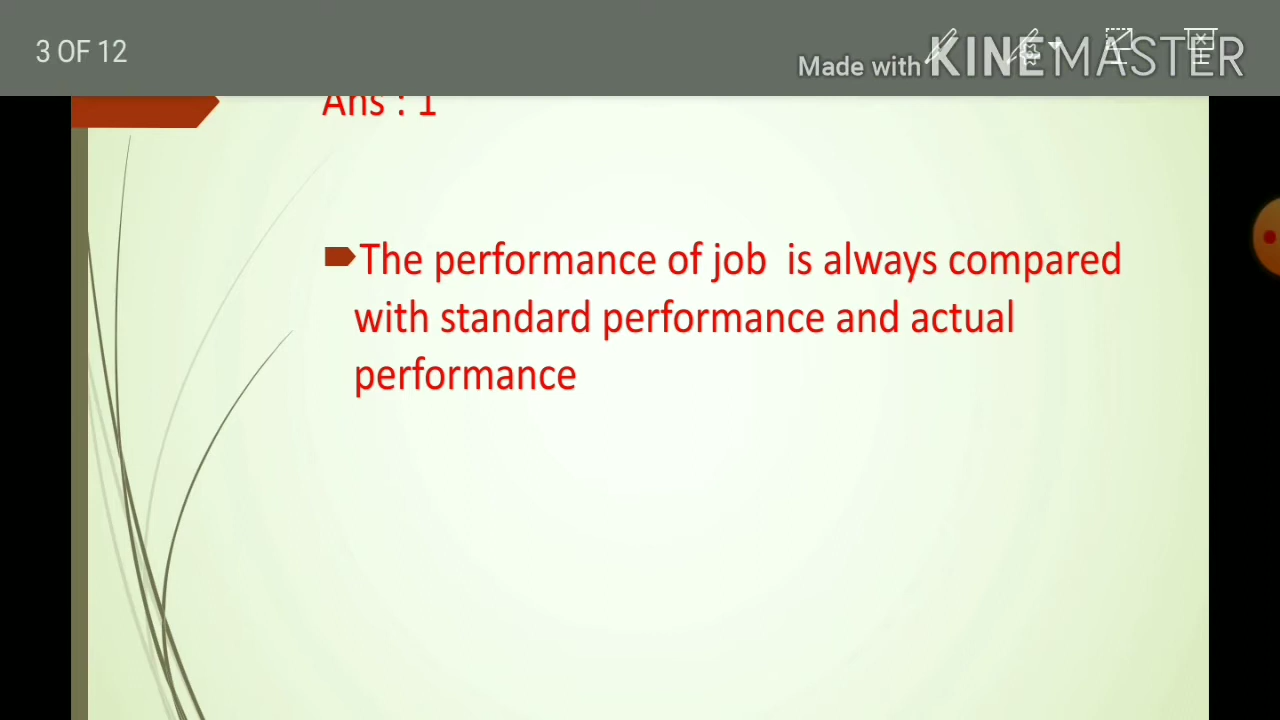 3 OF 12
Made with KINEMASTER
Ans : 1
The performance of job is always compared
with standard performance and actual
performance